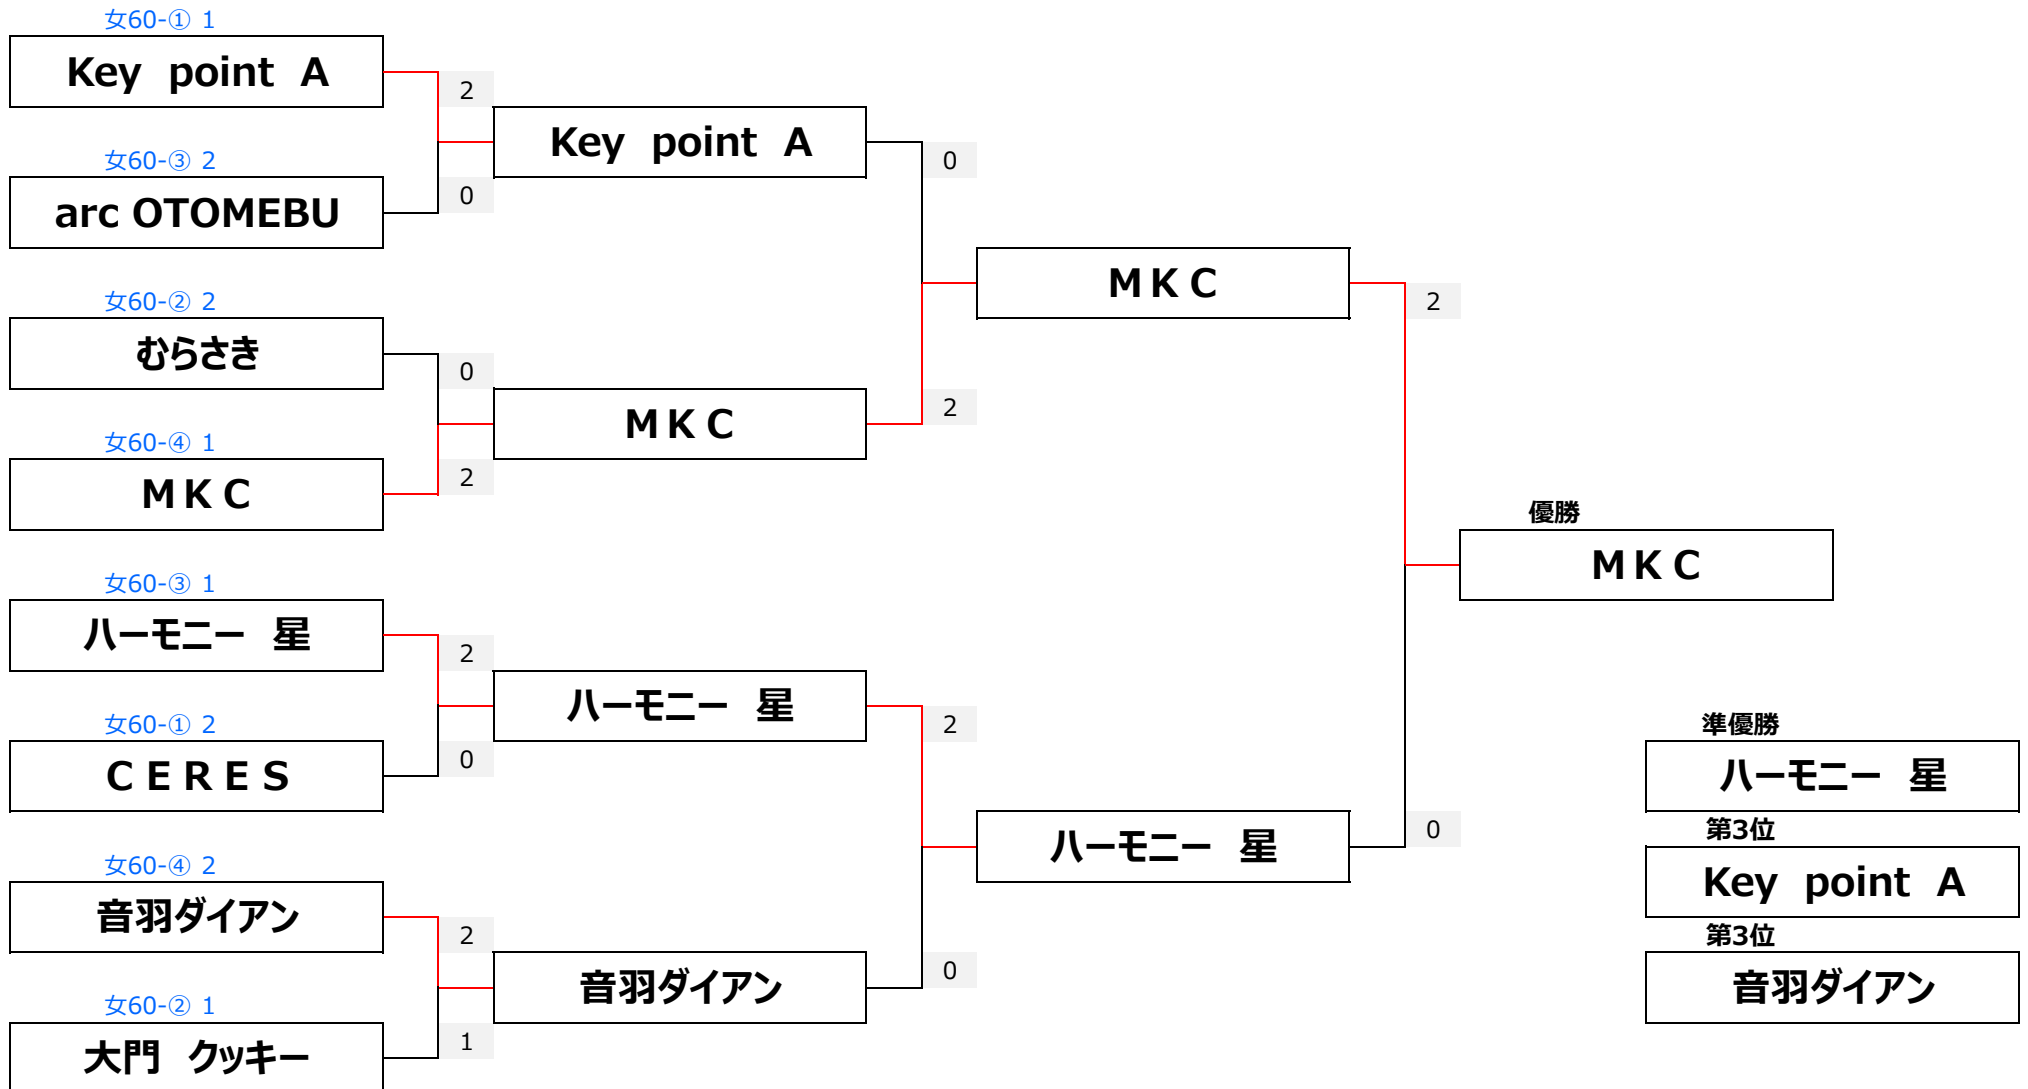 女60-① 1
Key point A
女60-③ 2
arc OTOMEBU
女60-② 2
むらさき
女60-④ 1
ＭＫＣ
女60-③ 1
ハーモニー　星
女60-① 2
ＣＥＲＥＳ
女60-④ 2
音羽ダイアン
女60-② 1
大門　クッキー
2
0
0
2
2
0
2
1
Key point A
ＭＫＣ
ハーモニー　星
音羽ダイアン
0
2
2
0
ＭＫＣ
ハーモニー　星
2
0
優勝
ＭＫＣ
準優勝
ハーモニー　星
第3位
Key point A
第3位
音羽ダイアン